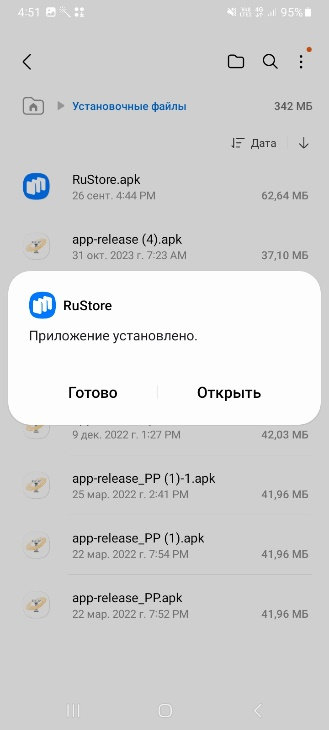 4:51
95%
Установочные файлы
342 МБ
Дата
RuStore.apk
26 сент. 4:44 PM
62,64 МБ
app-release (4).apk
31 окт. 2023 г. 7:23 AM
37,10 МБ
RuStore
Приложение установлено.
Готово
Открыть
9 дек. 2022 г. 1:27 PM
42,03 МБ
app-release_PP (1)-1.apk
25 мар. 2022 г. 2:41 PM
41,96 МБ
app-release_PP (1).apk
22 мар. 2022 г. 7:54 PM
41,96 МБ
app-release_PP.apk
22 мар. 2022 г. 7:52 PM
41,96 МБ